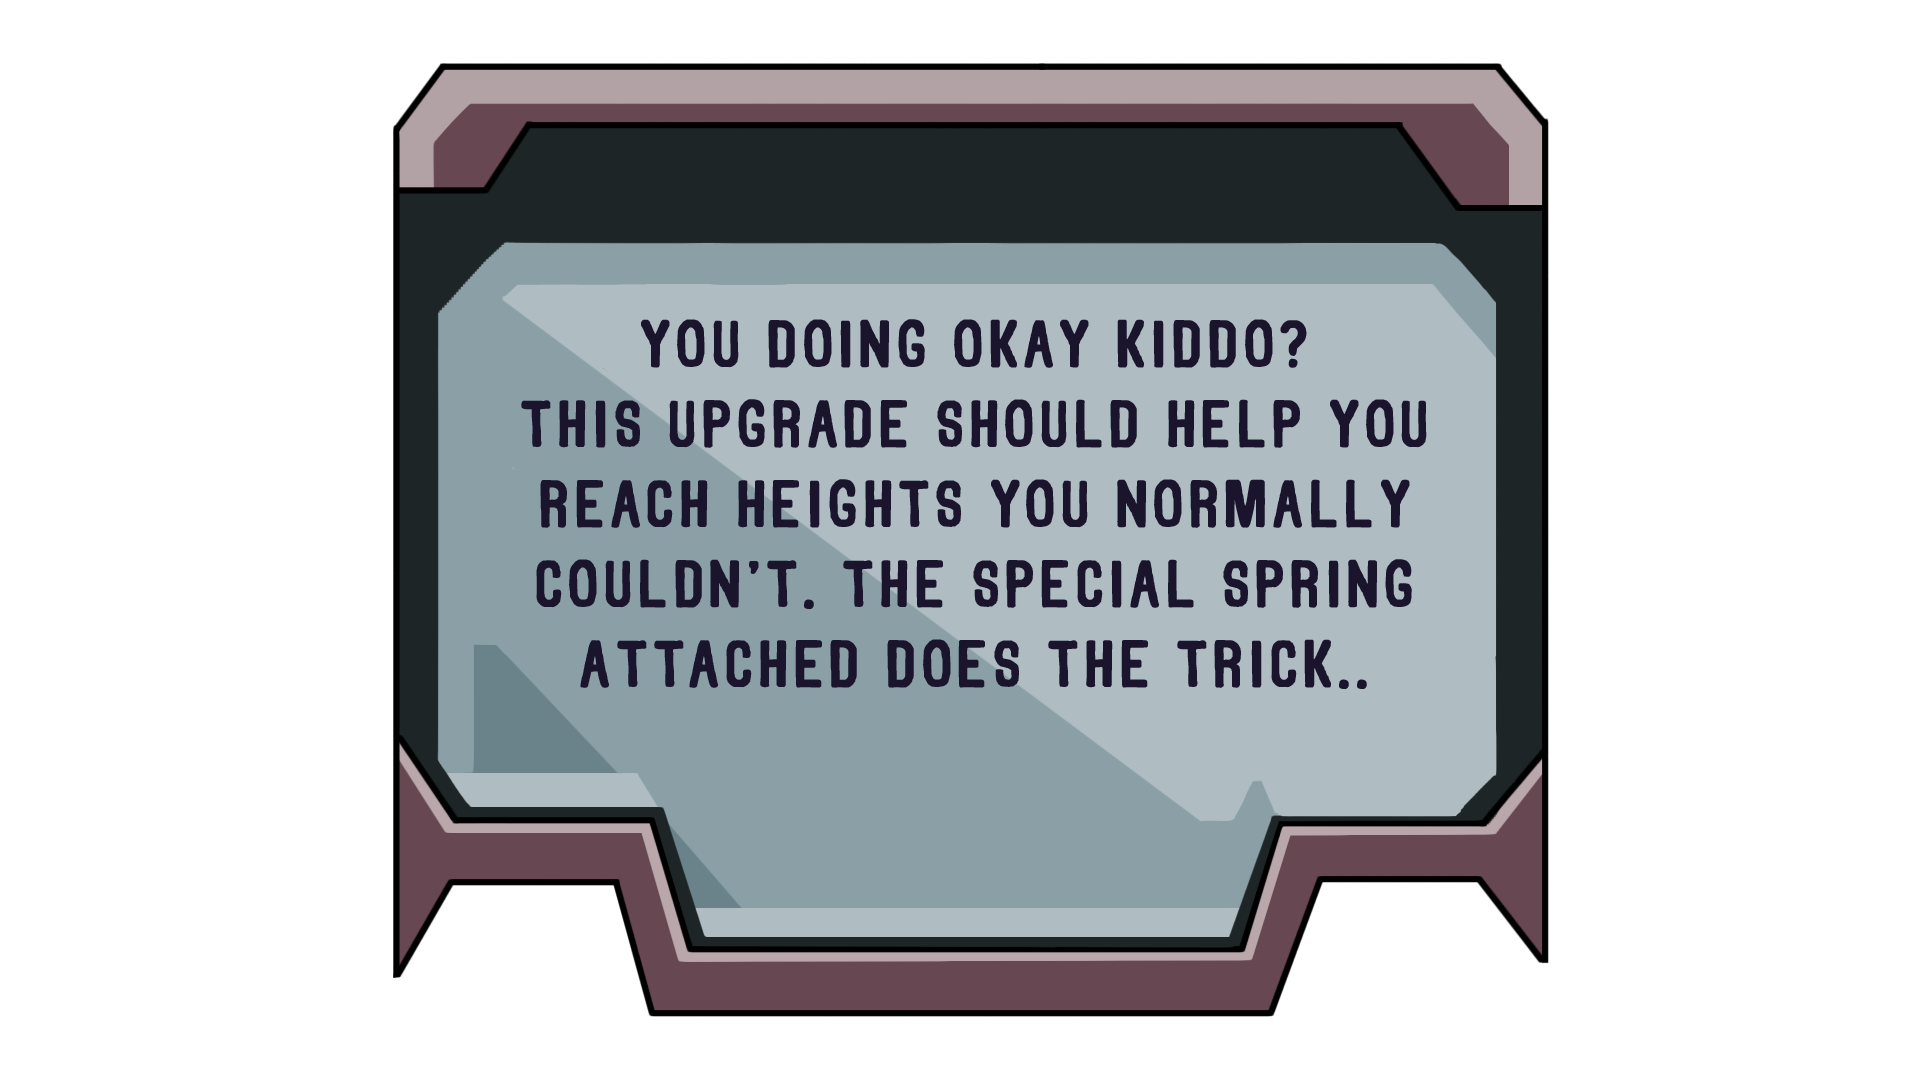 YOU DOING OKAY KIDDO?
THIS UPGRADE SHOULD HELP YOU
REACH HEIGHTS YOU NORMALLY
COULDN'T. THE SPECIAL SPRING
ATTACHED DOES THE TRICK..